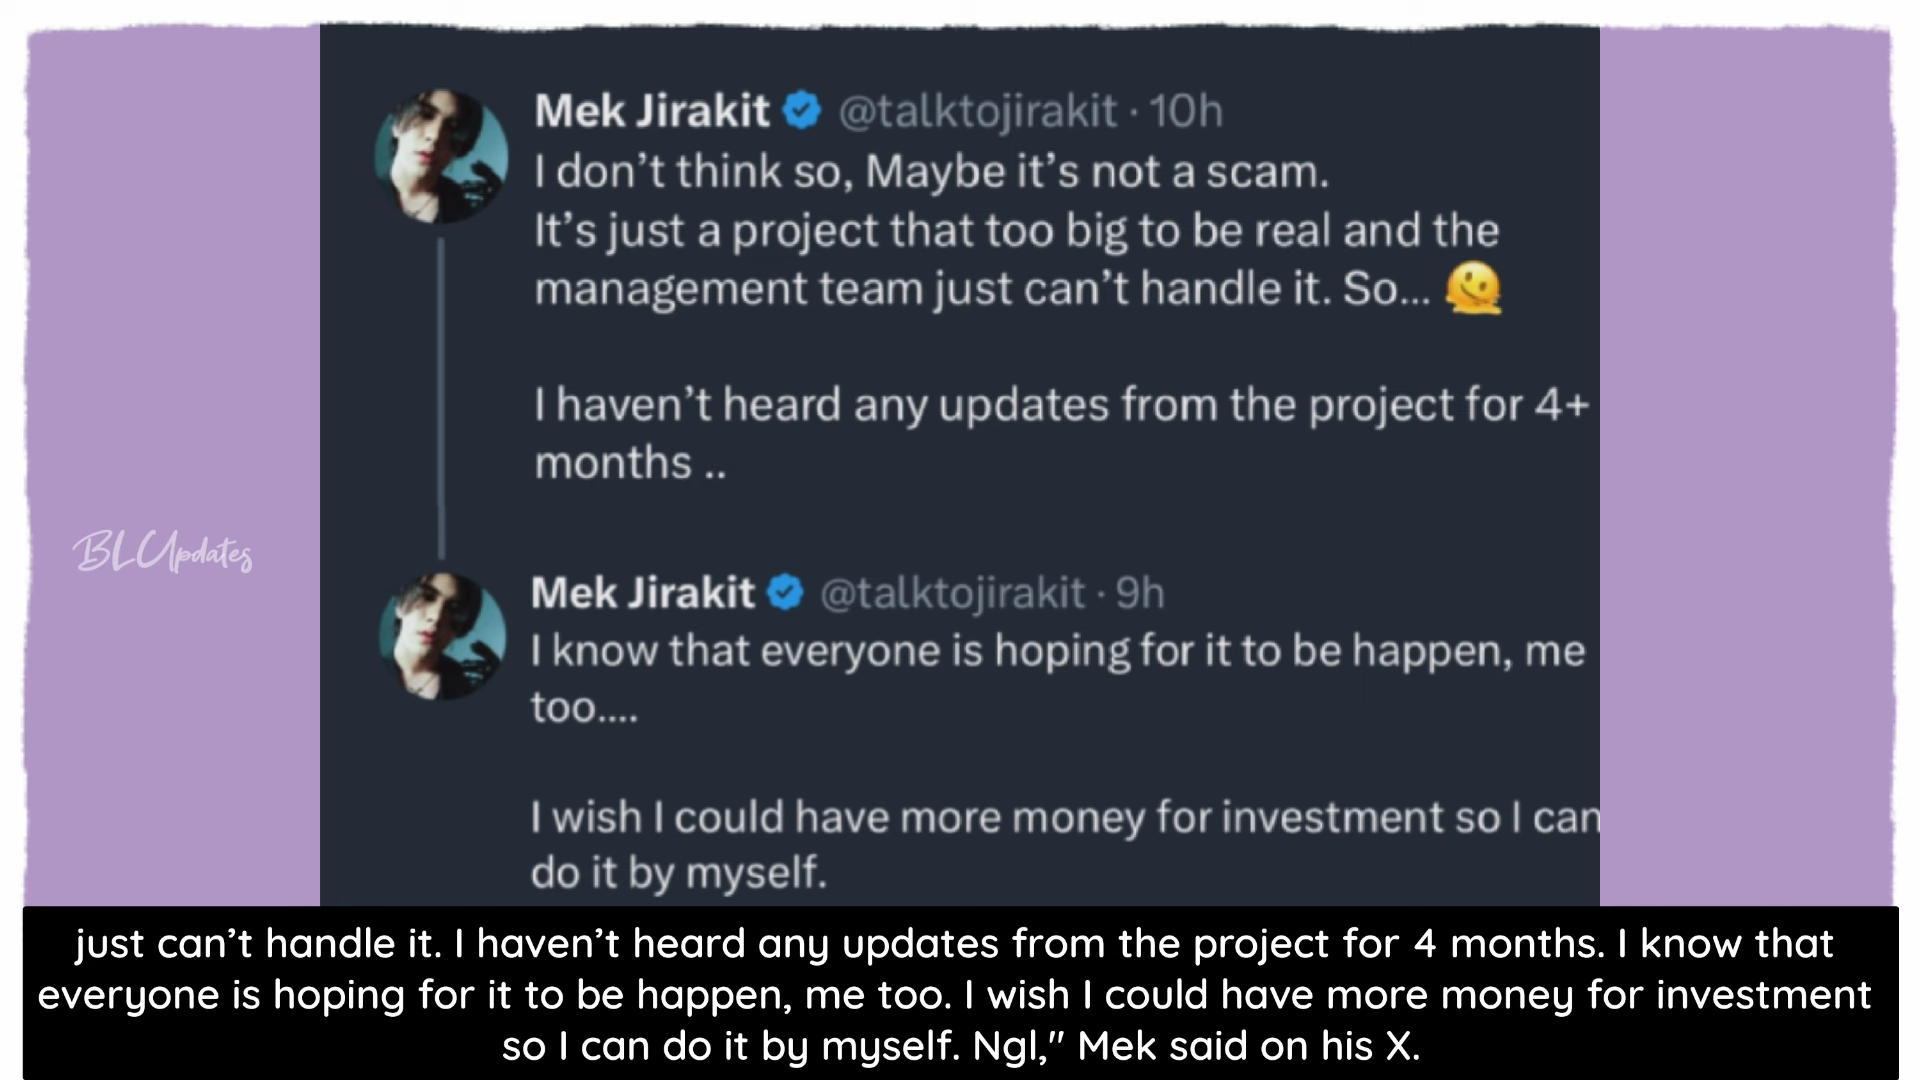 Mek Jirakit @talktojirakit · 10h
I don’t think so, Maybe it’s not a scam.
It’s just a project that too big to be real and the
management team just can’t handle it. So... 🫠
I haven’t heard any updates from the project for 4+
months ..
BLUpdates
Mek Jirakit @talktojirakit · 9h
I know that everyone is hoping for it to be happen, me
too....
I wish I could have more money for investment so I can
do it by myself.
just can’t handle it. I haven’t heard any updates from the project for 4 months. I know that
everyone is hoping for it to be happen, me too. I wish I could have more money for investment
so I can do it by myself. Ngl," Mek said on his X.